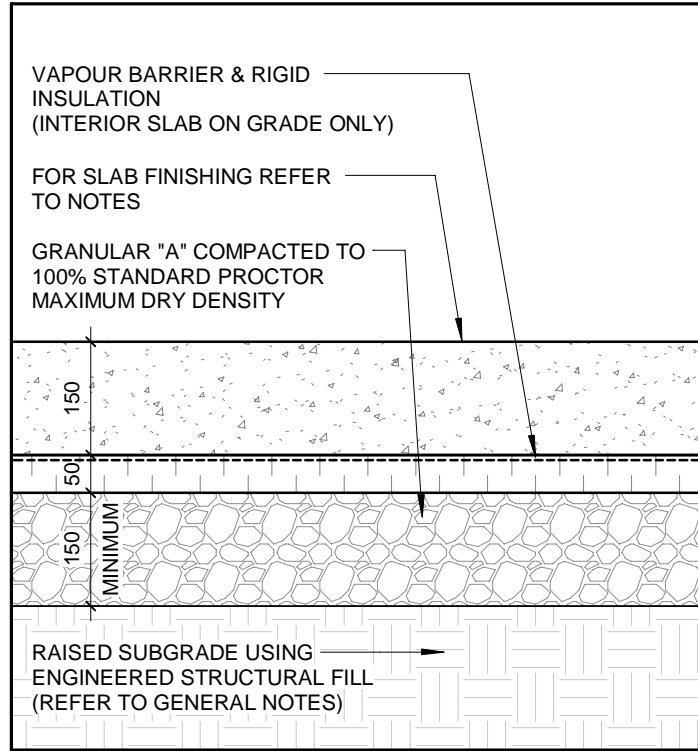 VAPOUR BARRIER & RIGID
INSULATION
(INTERIOR SLAB ON GRADE ONLY)
FOR SLAB FINISHING REFER
TO NOTES
GRANULAR "A" COMPACTED TO
100% STANDARD PROCTOR
MAXIMUM DRY DENSITY
150
50
150
MINIMUM
RAISED SUBGRADE USING
ENGINEERED STRUCTURAL FILL
(REFER TO GENERAL NOTES)